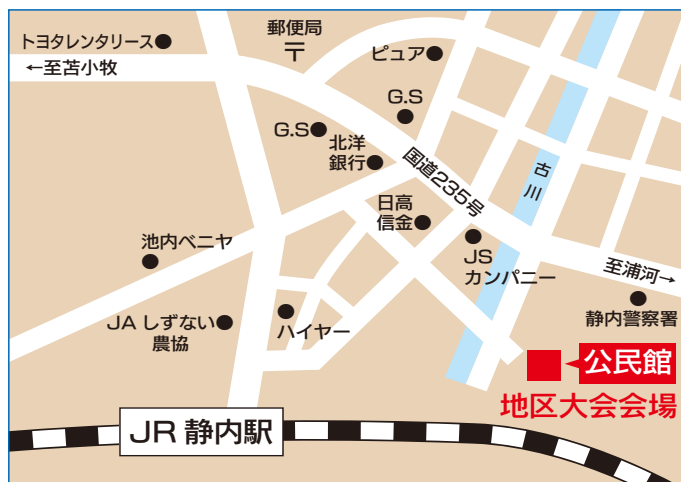 郵便局
〒
トヨタレンタリース
←至苫小牧
ピュア
G.S
G.S
北洋
銀行
国道235号
古川
日高
信金
池内ベニヤ
JS
カンパニー
至浦河→
静内警察署
JAしずない
農協
ハイヤー
公民館
地区大会会場
JR 静内駅